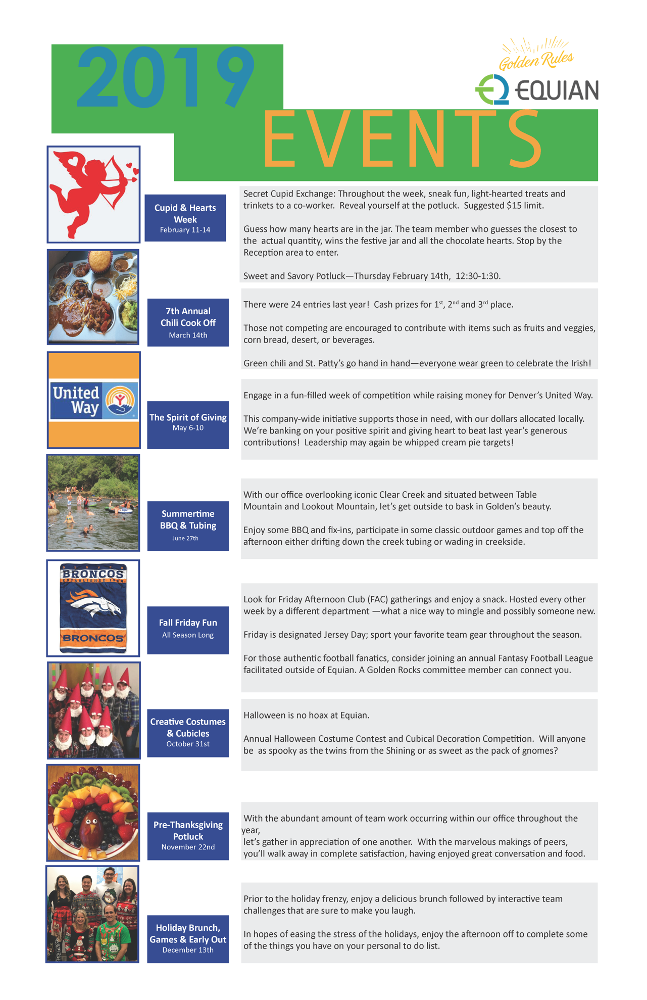 2019
Golden Rules
EQUIAN
EVENTS
Cupid & Hearts
Week
February 11-14
Secret Cupid Exchange: Throughout the week, sneak fun, light-hearted treats and
trinkets to a co-worker.  Reveal yourself at the potluck.  Suggested $15 limit.
Guess how many hearts are in the jar. The team member who guesses the closest to
the  actual quantity, wins the festive jar and all the chocolate hearts. Stop by the
Reception area to enter.
Sweet and Savory Potluck—Thursday February 14th,  12:30-1:30.
7th Annual
Chili Cook Off
March 14th
There were 24 entries last year!  Cash prizes for 1st, 2nd and 3rd place.
Those not competing are encouraged to contribute with items such as fruits and veggies,
corn bread, desert, or beverages.
Green chili and St. Patty's go hand in hand—everyone wear green to celebrate the Irish!
United
Way
The Spirit of Giving
May 6-10
Engage in a fun-filled week of competition while raising money for Denver's United Way.
This company-wide initiative supports those in need, with our dollars allocated locally.
We're banking on your positive spirit and giving heart to beat last year's generous
contributions!  Leadership may again be whipped cream pie targets!
Summertime
BBQ & Tubing
June 27th
With our office overlooking iconic Clear Creek and situated between Table
Mountain and Lookout Mountain, let's get outside to bask in Golden's beauty.
Enjoy some BBQ and fix-ins, participate in some classic outdoor games and top off the
afternoon either drifting down the creek tubing or wading in creekside.
DENVER
BRONCOS
ESTABLISHED 1960
BRONCOS
Fall Friday Fun
All Season Long
Look for Friday Afternoon Club (FAC) gatherings and enjoy a snack. Hosted every other
week by a different department —what a nice way to mingle and possibly someone new.
Friday is designated Jersey Day; sport your favorite team gear throughout the season.
For those authentic football fanatics, consider joining an annual Fantasy Football League
facilitated outside of Equian. A Golden Rocks committee member can connect you.
Creative Costumes
& Cubicles
October 31st
Halloween is no hoax at Equian.
Annual Halloween Costume Contest and Cubical Decoration Competition.  Will anyone
be  as spooky as the twins from the Shining or as sweet as the pack of gnomes?
Pre-Thanksgiving
Potluck
November 22nd
With the abundant amount of team work occurring within our office throughout the
year,
let's gather in appreciation of one another.  With the marvelous makings of peers,
you'll walk away in complete satisfaction, having enjoyed great conversation and food.
Holiday Brunch,
Games & Early Out
December 13th
Prior to the holiday frenzy, enjoy a delicious brunch followed by interactive team
challenges that are sure to make you laugh.
In hopes of easing the stress of the holidays, enjoy the afternoon off to complete some
of the things you have on your personal to do list.